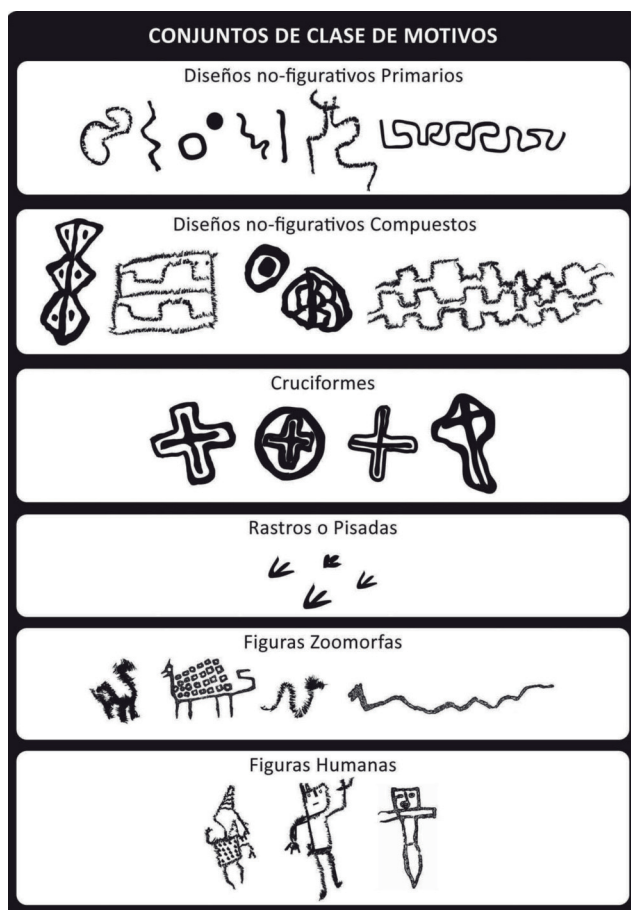 CONJUNTOS DE CLASE DE MOTIVOS
Diseños no-figurativos Primarios
Diseños no-figurativos Compuestos
Cruciformes
Rastros o Pisadas
Figuras Zoomorfas
Figuras Humanas